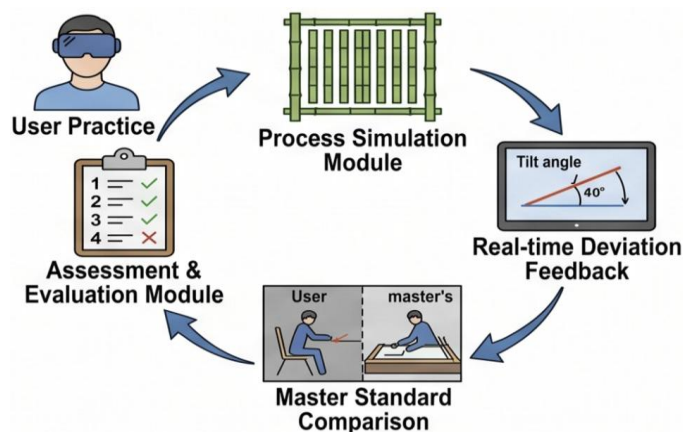 User Practice
Process Simulation
Module
Tilt angle
40°
Real-time Deviation
Feedback
User
master's
Master Standard
Comparison
1
2
3
4
Assessment &
Evaluation Module